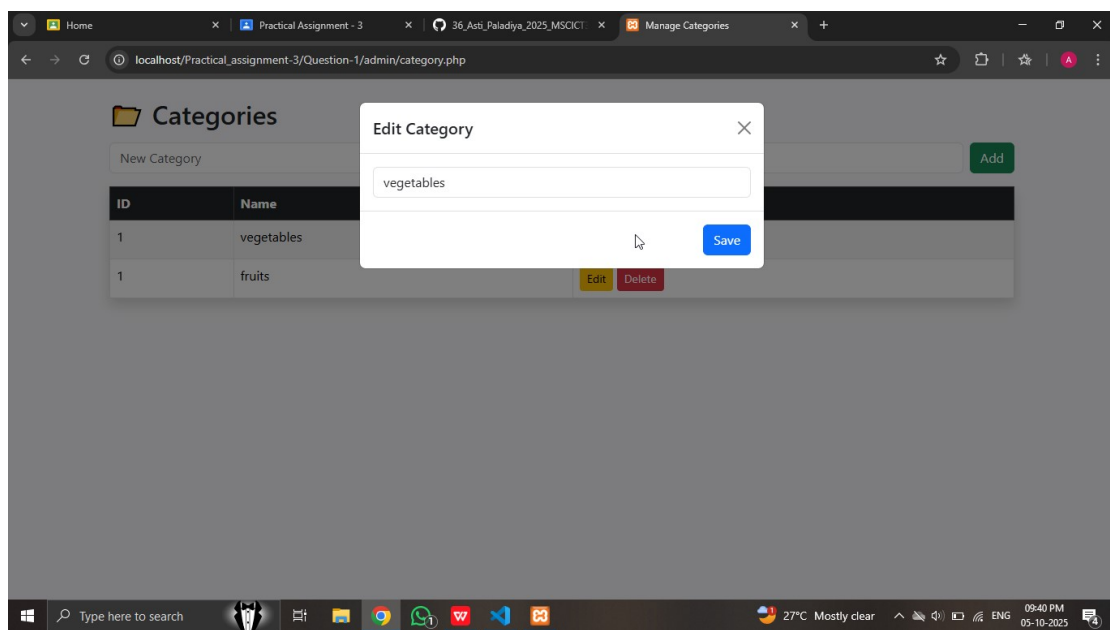 Home
Practical Assignment - 3
36_Asti_Paladiya_2025_MSCICT
Manage Categories
localhost/Practical_assignment-3/Question-1/admin/category.php
A
Categories
Edit Category
New Category
Add
vegetables
ID
Name
1
vegetables
Save
1
fruits
Edit
Delete
Type here to search
1
W
27°C Mostly clear
ENG
09:40 PM
05-10-2025
4